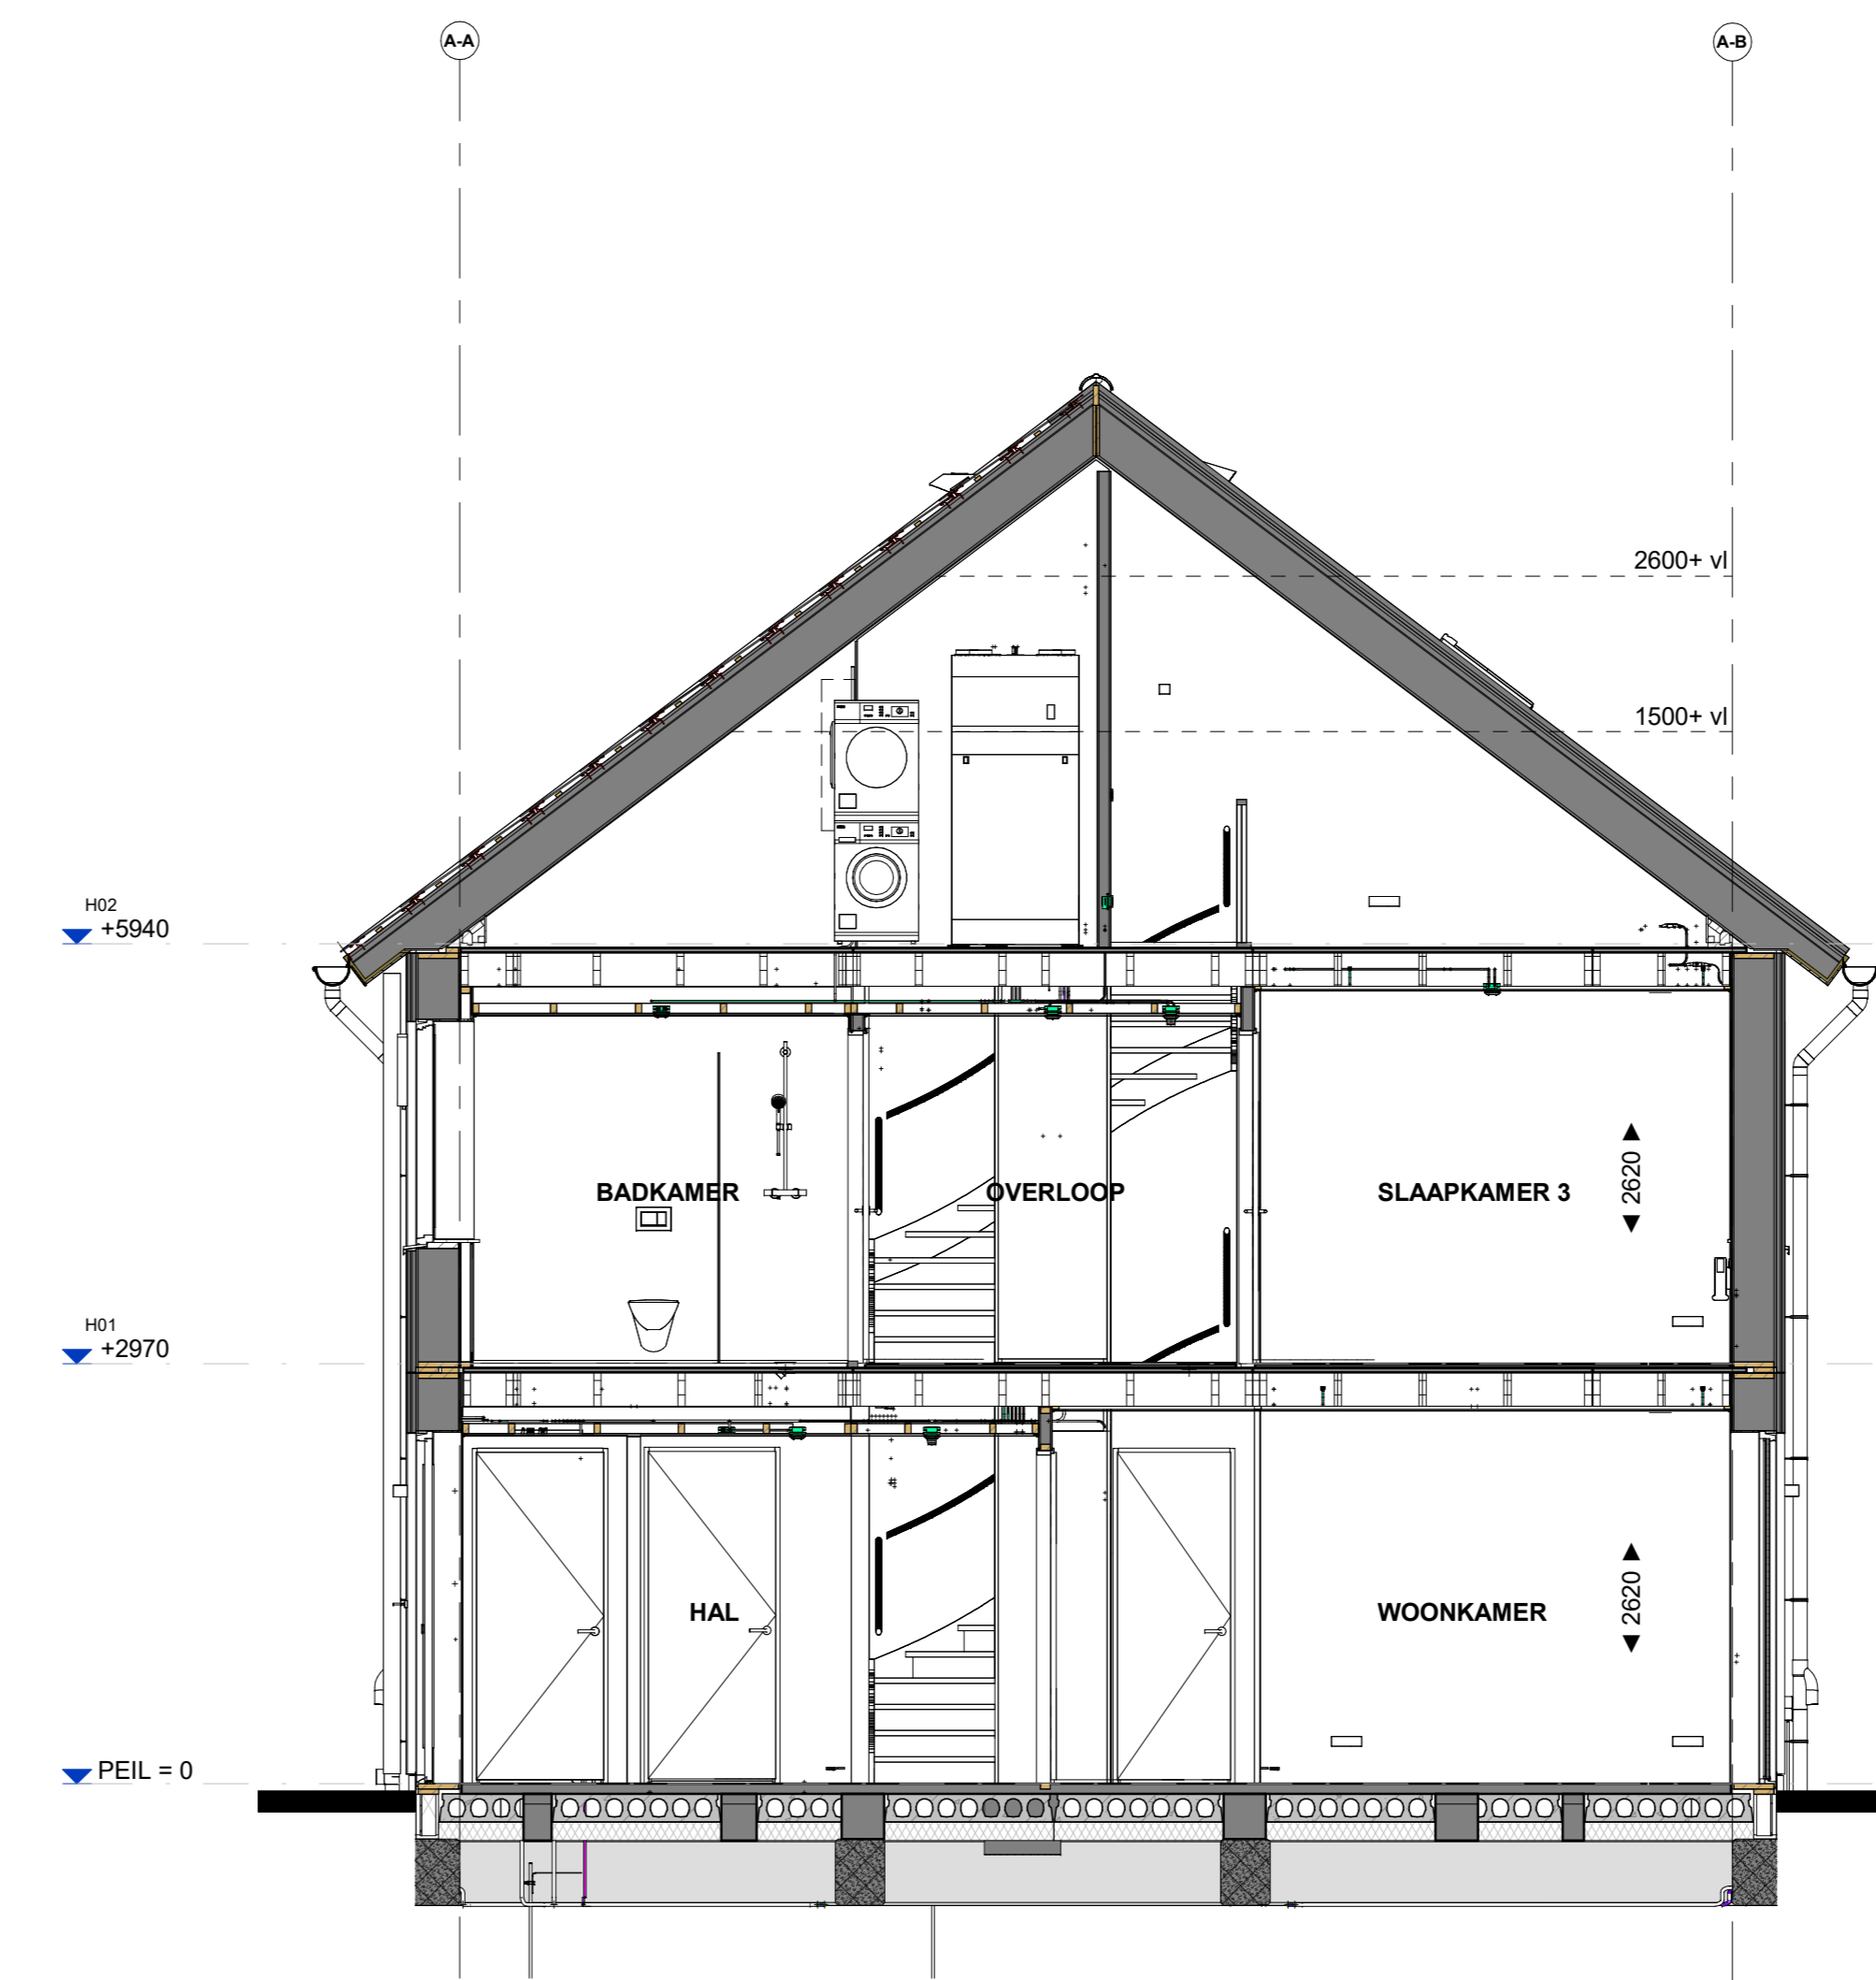 A-A
A-B
2600+ vl
1500+ vl
H02
+5940
BADKAMER
OVERLOOP
SLAAPKAMER 3
◄ 2620 ►
H01
+2970
HAL
WOONKAMER
◄ 2620 ►
PEIL = 0